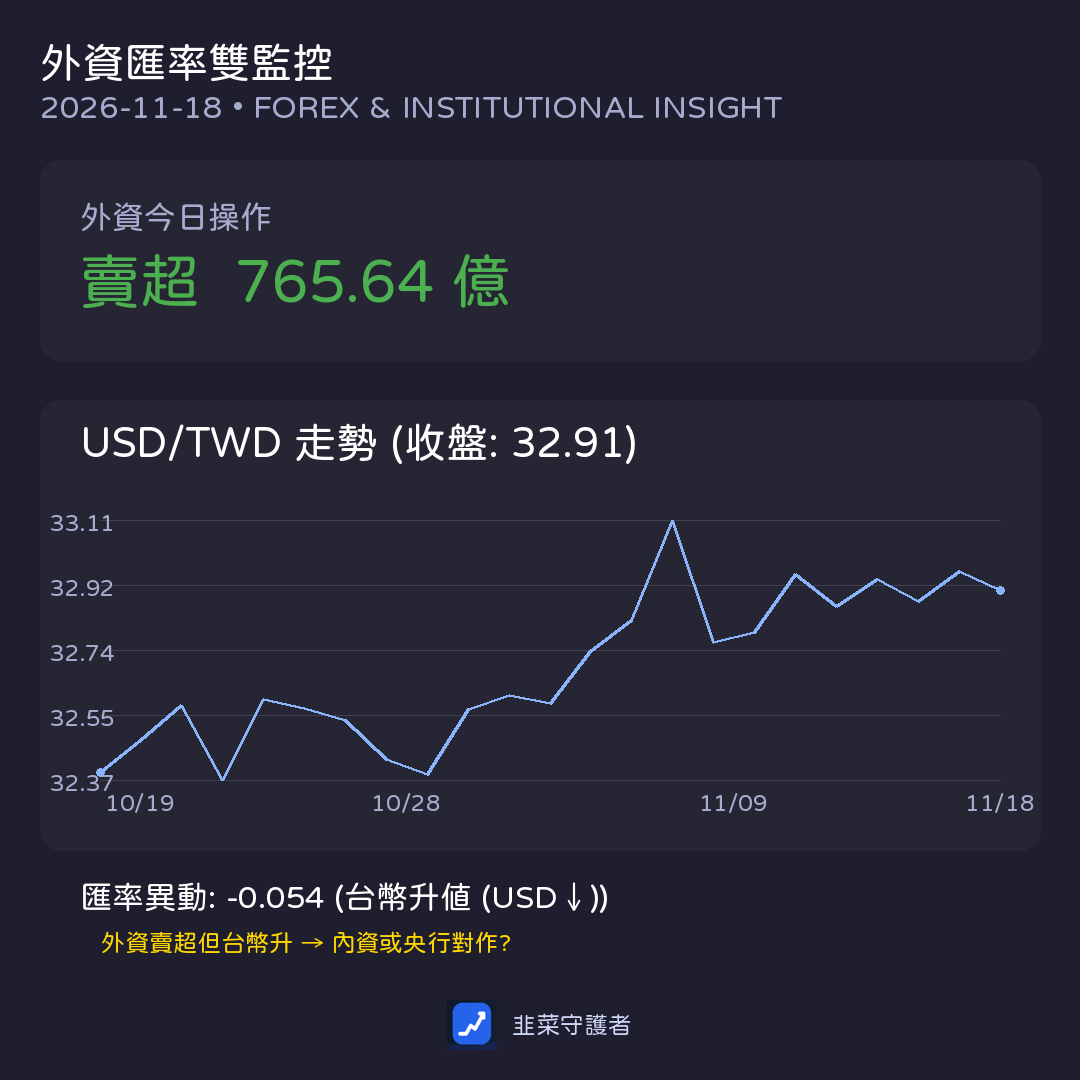 外資匯率雙監控
2026-11-18 • FOREX & INSTITUTIONAL INSIGHT
外資今日操作
賣超 765.64 億
USD/TWD 走勢 (收盤: 32.91)
33.11
32.92
32.74
32.55
32.37
10/19 10/28 11/09 11/18
匯率異動: -0.054 (台幣升值 (USD↓))
外資賣超但台幣升 → 內資或央行對作?
韭菜守護者